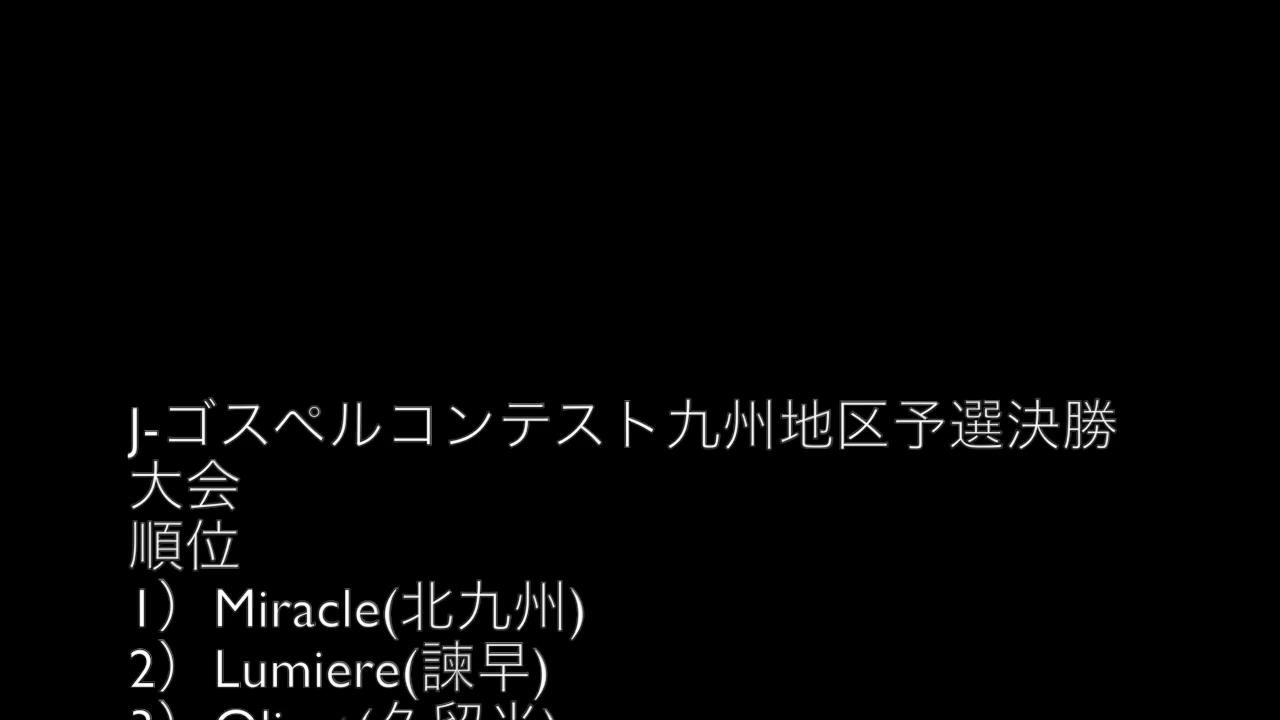 J-ゴスペルコンテスト九州地区予選決勝
大会
順位
1）Miracle(北九州)
2）Lumiere(諫早)